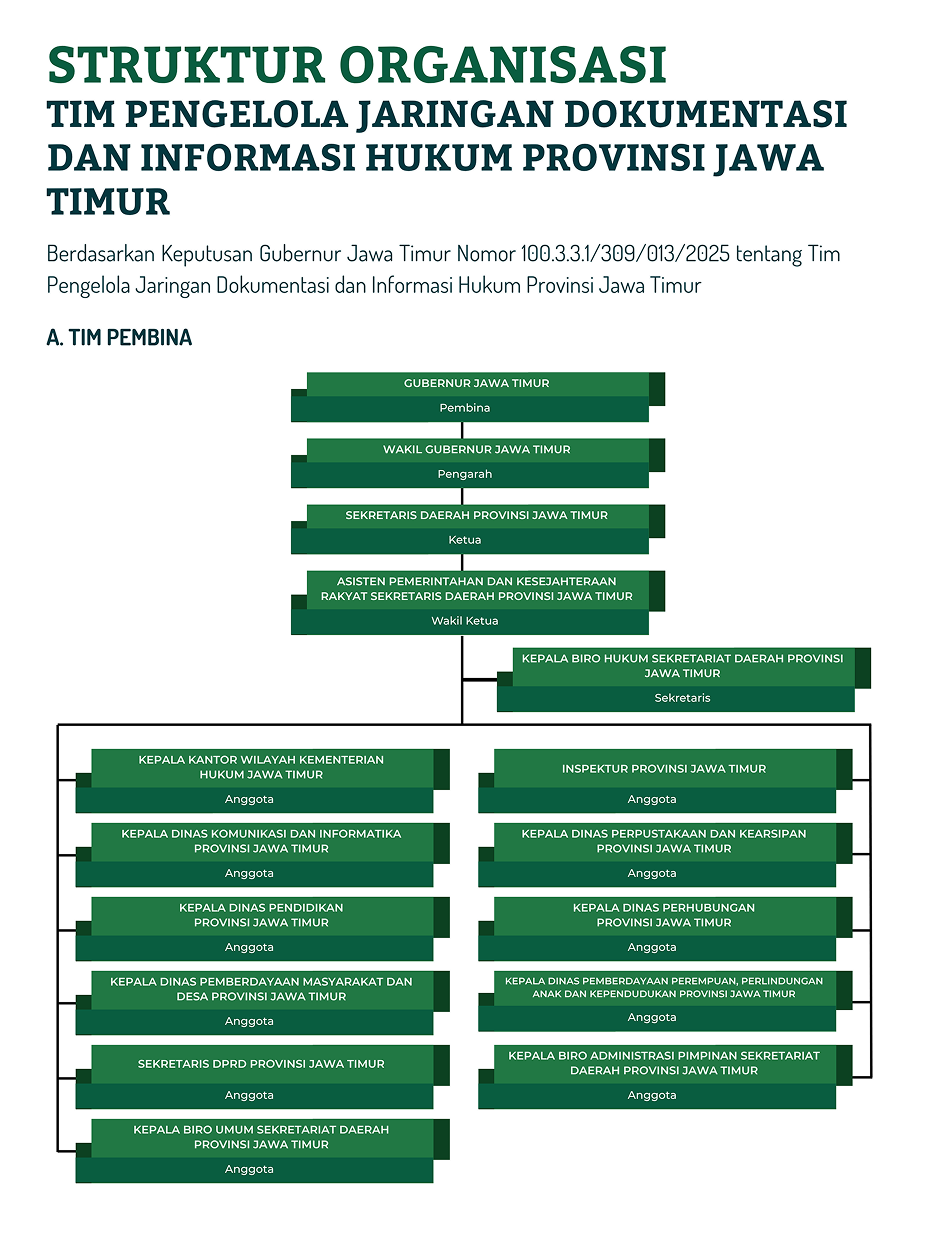 STRUKTUR ORGANISASI
TIM PENGELOLA JARINGAN DOKUMENTASI
DAN INFORMASI HUKUM PROVINSI JAWA
TIMUR
Berdasarkan Keputusan Gubernur Jawa Timur Nomor 100.3.3.1/309/013/2025 tentang Tim
Pengelola Jaringan Dokumentasi dan Informasi Hukum Provinsi Jawa Timur
A. TIM PEMBINA
GUBERNUR JAWA TIMUR
Pembina
WAKIL GUBERNUR JAWA TIMUR
Pengarah
SEKRETARIS DAERAH PROVINSI JAWA TIMUR
Ketua
ASISTEN PEMERINTAHAN DAN KESEJAHTERAAN
RAKYAT SEKRETARIS DAERAH PROVINSI JAWA TIMUR
Wakil Ketua
KEPALA BIRO HUKUM SEKRETARIAT DAERAH PROVINSI
JAWA TIMUR
Sekretaris
KEPALA KANTOR WILAYAH KEMENTERIAN
HUKUM JAWA TIMUR
Anggota
INSPEKTUR PROVINSI JAWA TIMUR
Anggota
KEPALA DINAS KOMUNIKASI DAN INFORMATIKA
PROVINSI JAWA TIMUR
Anggota
KEPALA DINAS PERPUSTAKAAN DAN KEARSIPAN
PROVINSI JAWA TIMUR
Anggota
KEPALA DINAS PENDIDIKAN
PROVINSI JAWA TIMUR
Anggota
KEPALA DINAS PERHUBUNGAN
PROVINSI JAWA TIMUR
Anggota
KEPALA DINAS PEMBERDAYAAN MASYARAKAT DAN
DESA PROVINSI JAWA TIMUR
Anggota
KEPALA DINAS PEMBERDAYAAN PEREMPUAN, PERLINDUNGAN
ANAK DAN KEPENDUDUKAN PROVINSI JAWA TIMUR
Anggota
SEKRETARIS DPRD PROVINSI JAWA TIMUR
Anggota
KEPALA BIRO ADMINISTRASI PIMPINAN SEKRETARIAT
DAERAH PROVINSI JAWA TIMUR
Anggota
KEPALA BIRO UMUM SEKRETARIAT DAERAH
PROVINSI JAWA TIMUR
Anggota